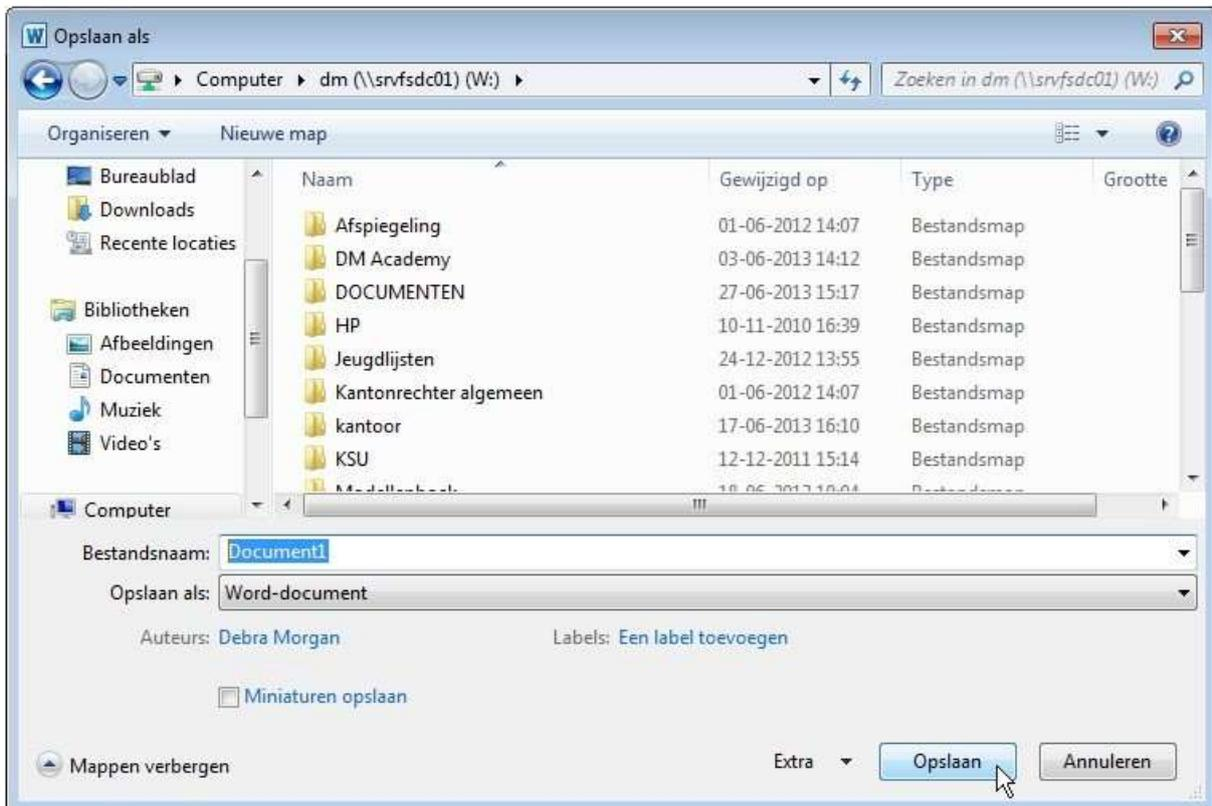 Opslaan als
Computer dm (\\srvfsdc01) (W:) Zoeken in dm (\\srvfsdc01) (W:)
Organiseren Nieuwe map
Bureaublad
Downloads
Recente locaties
Bibliotheken
Afbeeldingen
Documenten
Muziek
Video's
Computer
Naam Gewijzigd op Type Grootte
Afspiegeling 01-06-2012 14:07 Bestandsmap
DM Academy 03-06-2013 14:12 Bestandsmap
DOCUMENTEN 27-06-2013 15:17 Bestandsmap
HP 10-11-2010 16:39 Bestandsmap
Jeugdlijsten 24-12-2012 13:55 Bestandsmap
Kantonrechter algemeen 01-06-2012 14:07 Bestandsmap
kantoor 17-06-2013 16:10 Bestandsmap
KSU 12-12-2011 15:14 Bestandsmap
Bestandsnaam: Document1
Opslaan als: Word-document
Auteurs: Debra Morgan Labels: Een label toevoegen
Miniaturen opslaan
Mappen verbergen Extra Opslaan Annuleren